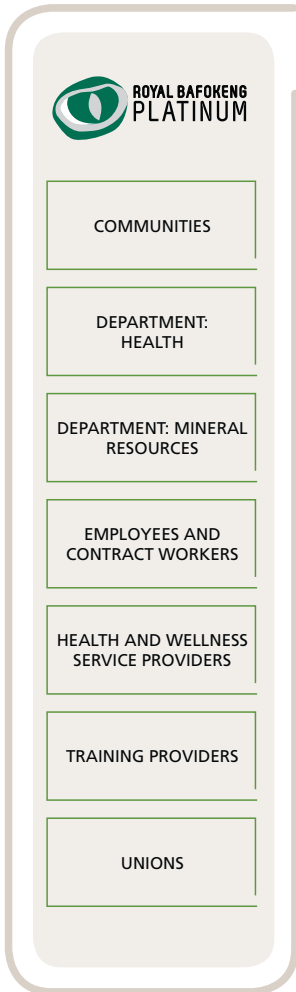 ROYAL BAFOKENG
PLATINUM
COMMUNITIES
DEPARTMENT:
HEALTH
DEPARTMENT: MINERAL
RESOURCES
EMPLOYEES AND
CONTRACT WORKERS
HEALTH AND WELLNESS
SERVICE PROVIDERS
TRAINING PROVIDERS
UNIONS